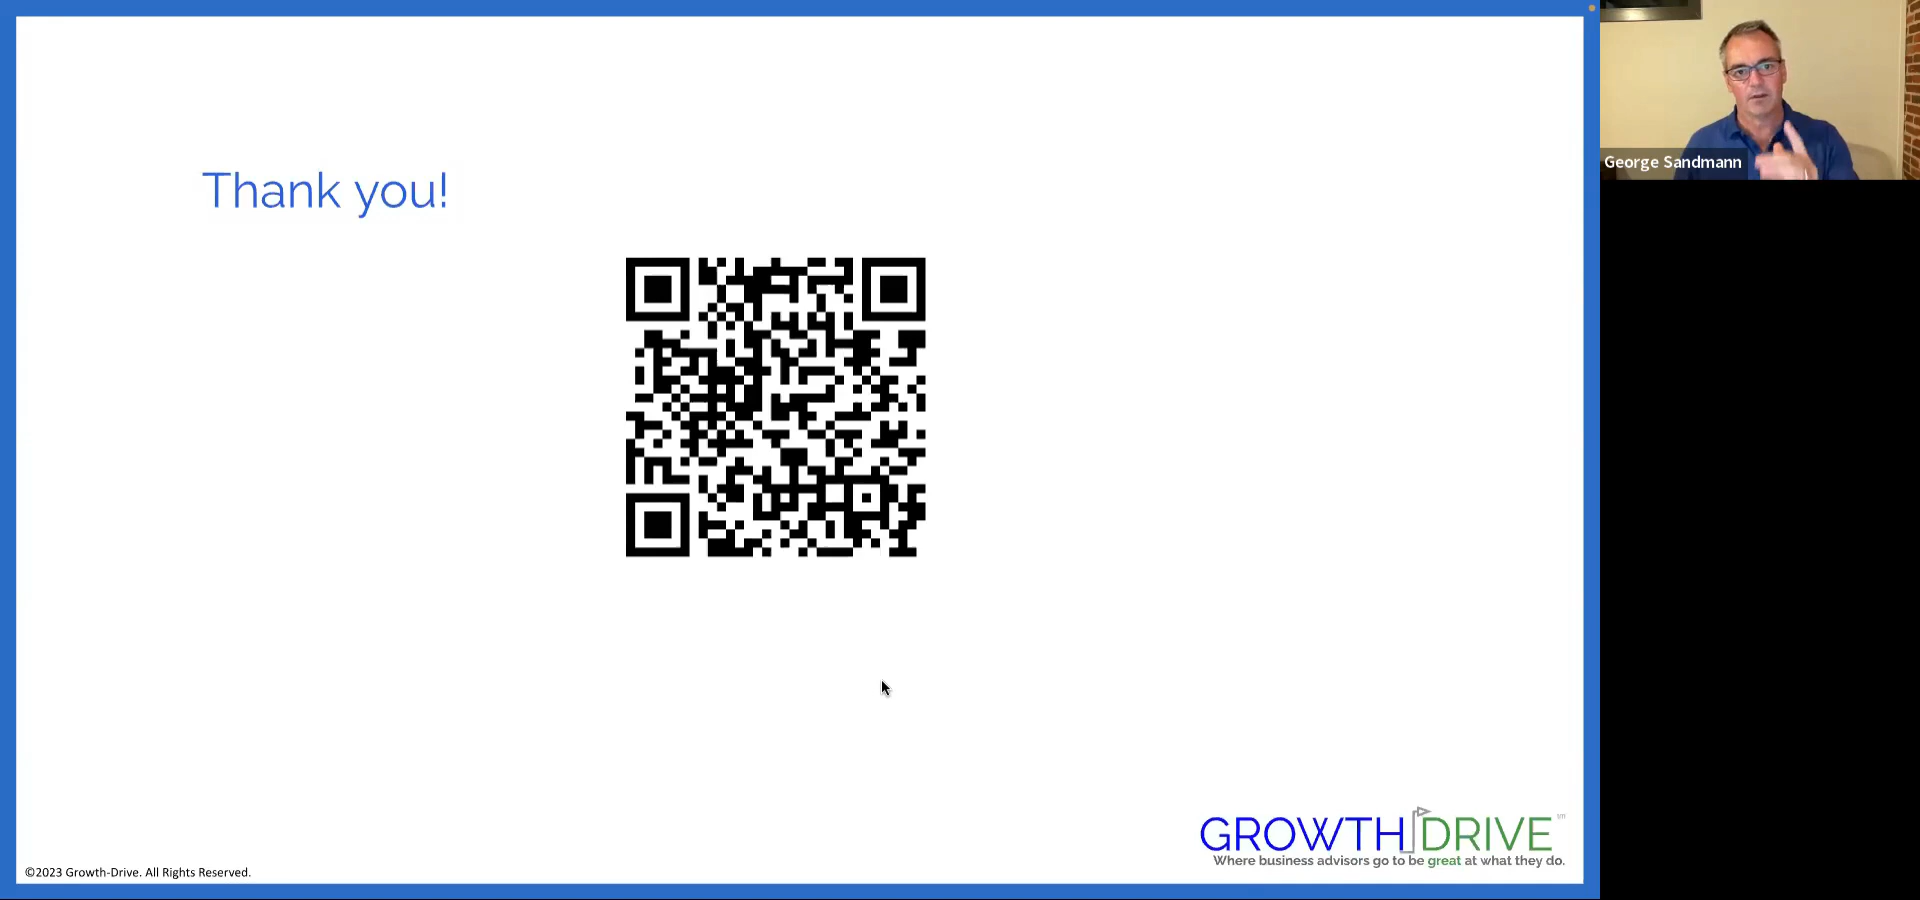 Thank you!
George Sandmann
GROWTH DRIVE
Where business advisors go to be great at what they do.
©2023 Growth-Drive. All Rights Reserved.